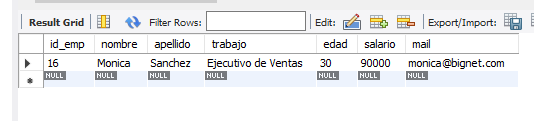 Result Grid Filter Rows: Edit: Export/Import:
id_emp nombre apellido trabajo edad salario mail
16 Monica Sanchez Ejecutivo de Ventas 30 90000 monica@bignet.com
NULL NULL NULL NULL NULL NULL NULL